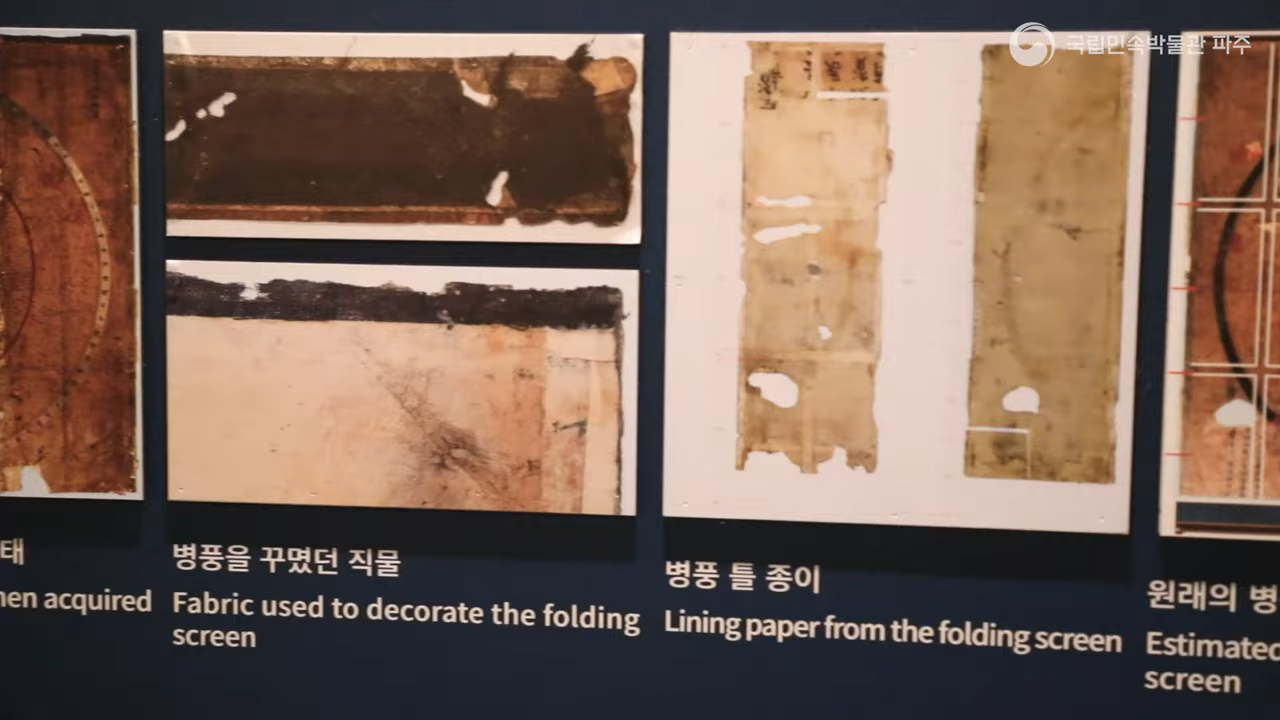 국립민속박물관 파주
태
hen acquired
병풍을 꾸몄던 직물
Fabric used to decorate the folding
screen
병풍 틀 종이
Lining paper from the folding screen
원래의 병
Estimated
screen